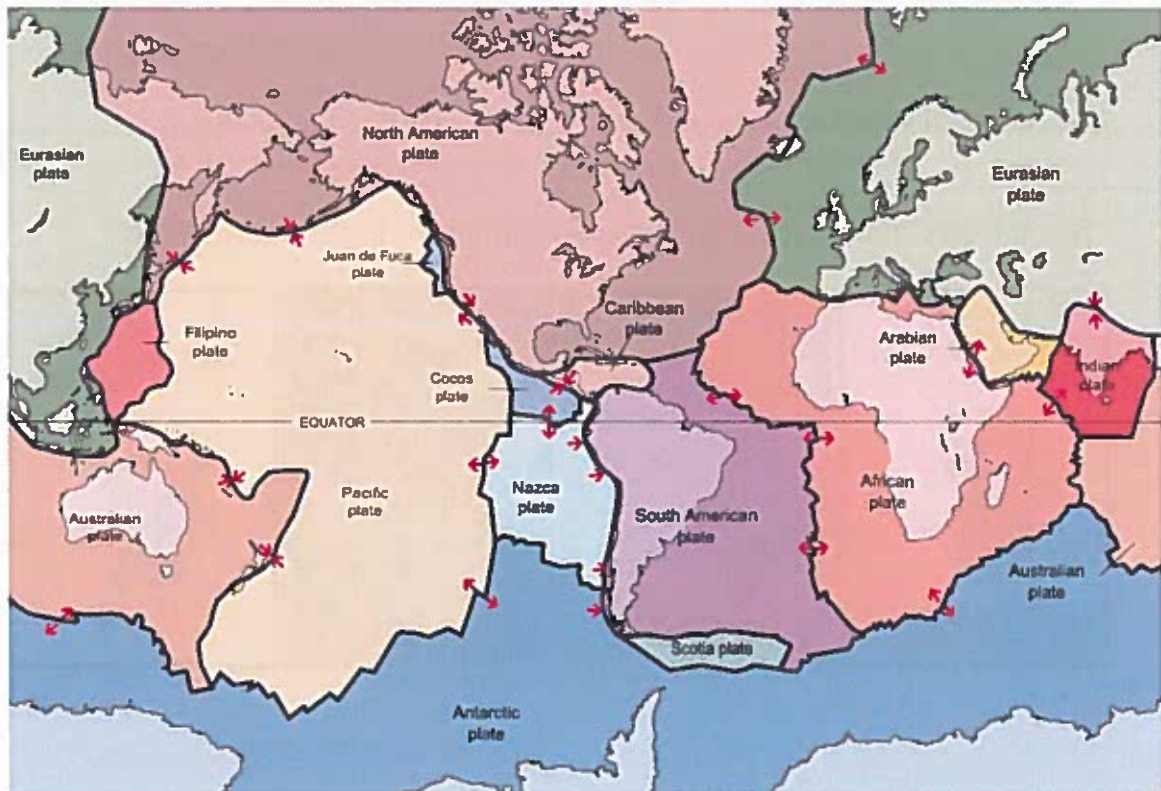 North American
plate
Eurasian
plate
Eurasian
plate
Juan de Fuca
plate
Caribbean
plate
Filipino
plate
Arabian
plate
Indian
plate
Cocos
plate
EQUATOR
Pacific
plate
Nazca
plate
African
plate
South American
plate
Australian
plate
Australian
plate
Scotia plate
Antarctic
plate